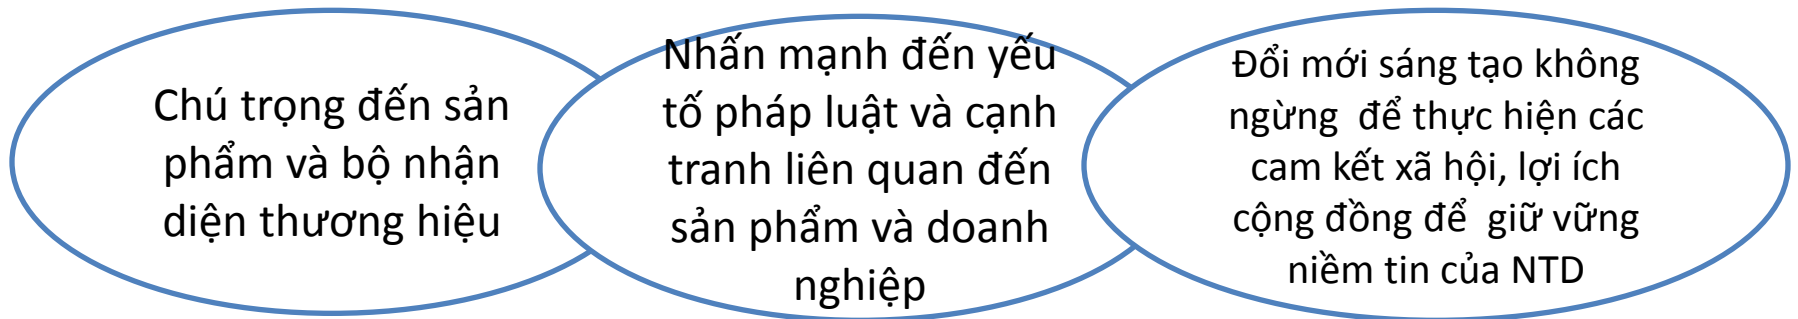 Chú trọng đến sản
phẩm và bộ nhận
diện thương hiệu
Nhấn mạnh đến yếu
tố pháp luật và cạnh
tranh liên quan đến
sản phẩm và doanh
nghiệp
Đổi mới sáng tạo không
ngừng  để thực hiện các
cam kết xã hội, lợi ích
cộng đồng để  giữ vững
niềm tin của NTD